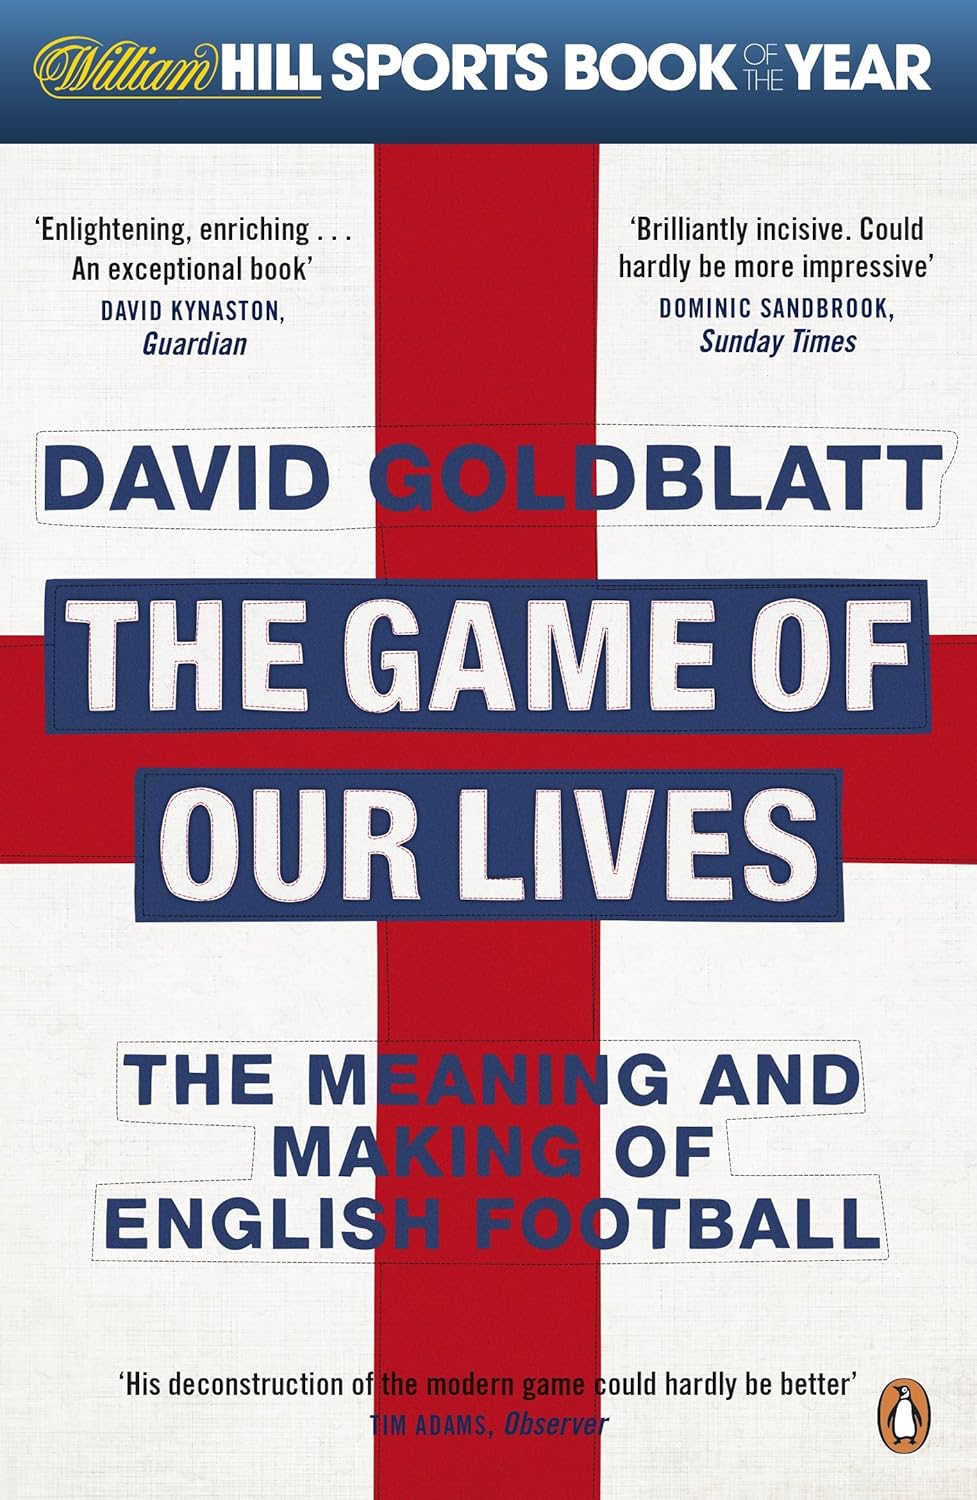 William HILL SPORTS BOOK OF THE YEAR
‘Enlightening, enriching . . .
An exceptional book’
DAVID KYNASTON,
Guardian
‘Brilliantly incisive. Could
hardly be more impressive’
DOMINIC SANDBROOK,
Sunday Times
DAVID GOLDBLATT
THE GAME OF
OUR LIVES
THE MEANING AND
MAKING OF
ENGLISH FOOTBALL
‘His deconstruction of the modern game could hardly be better’
TIM ADAMS, Observer